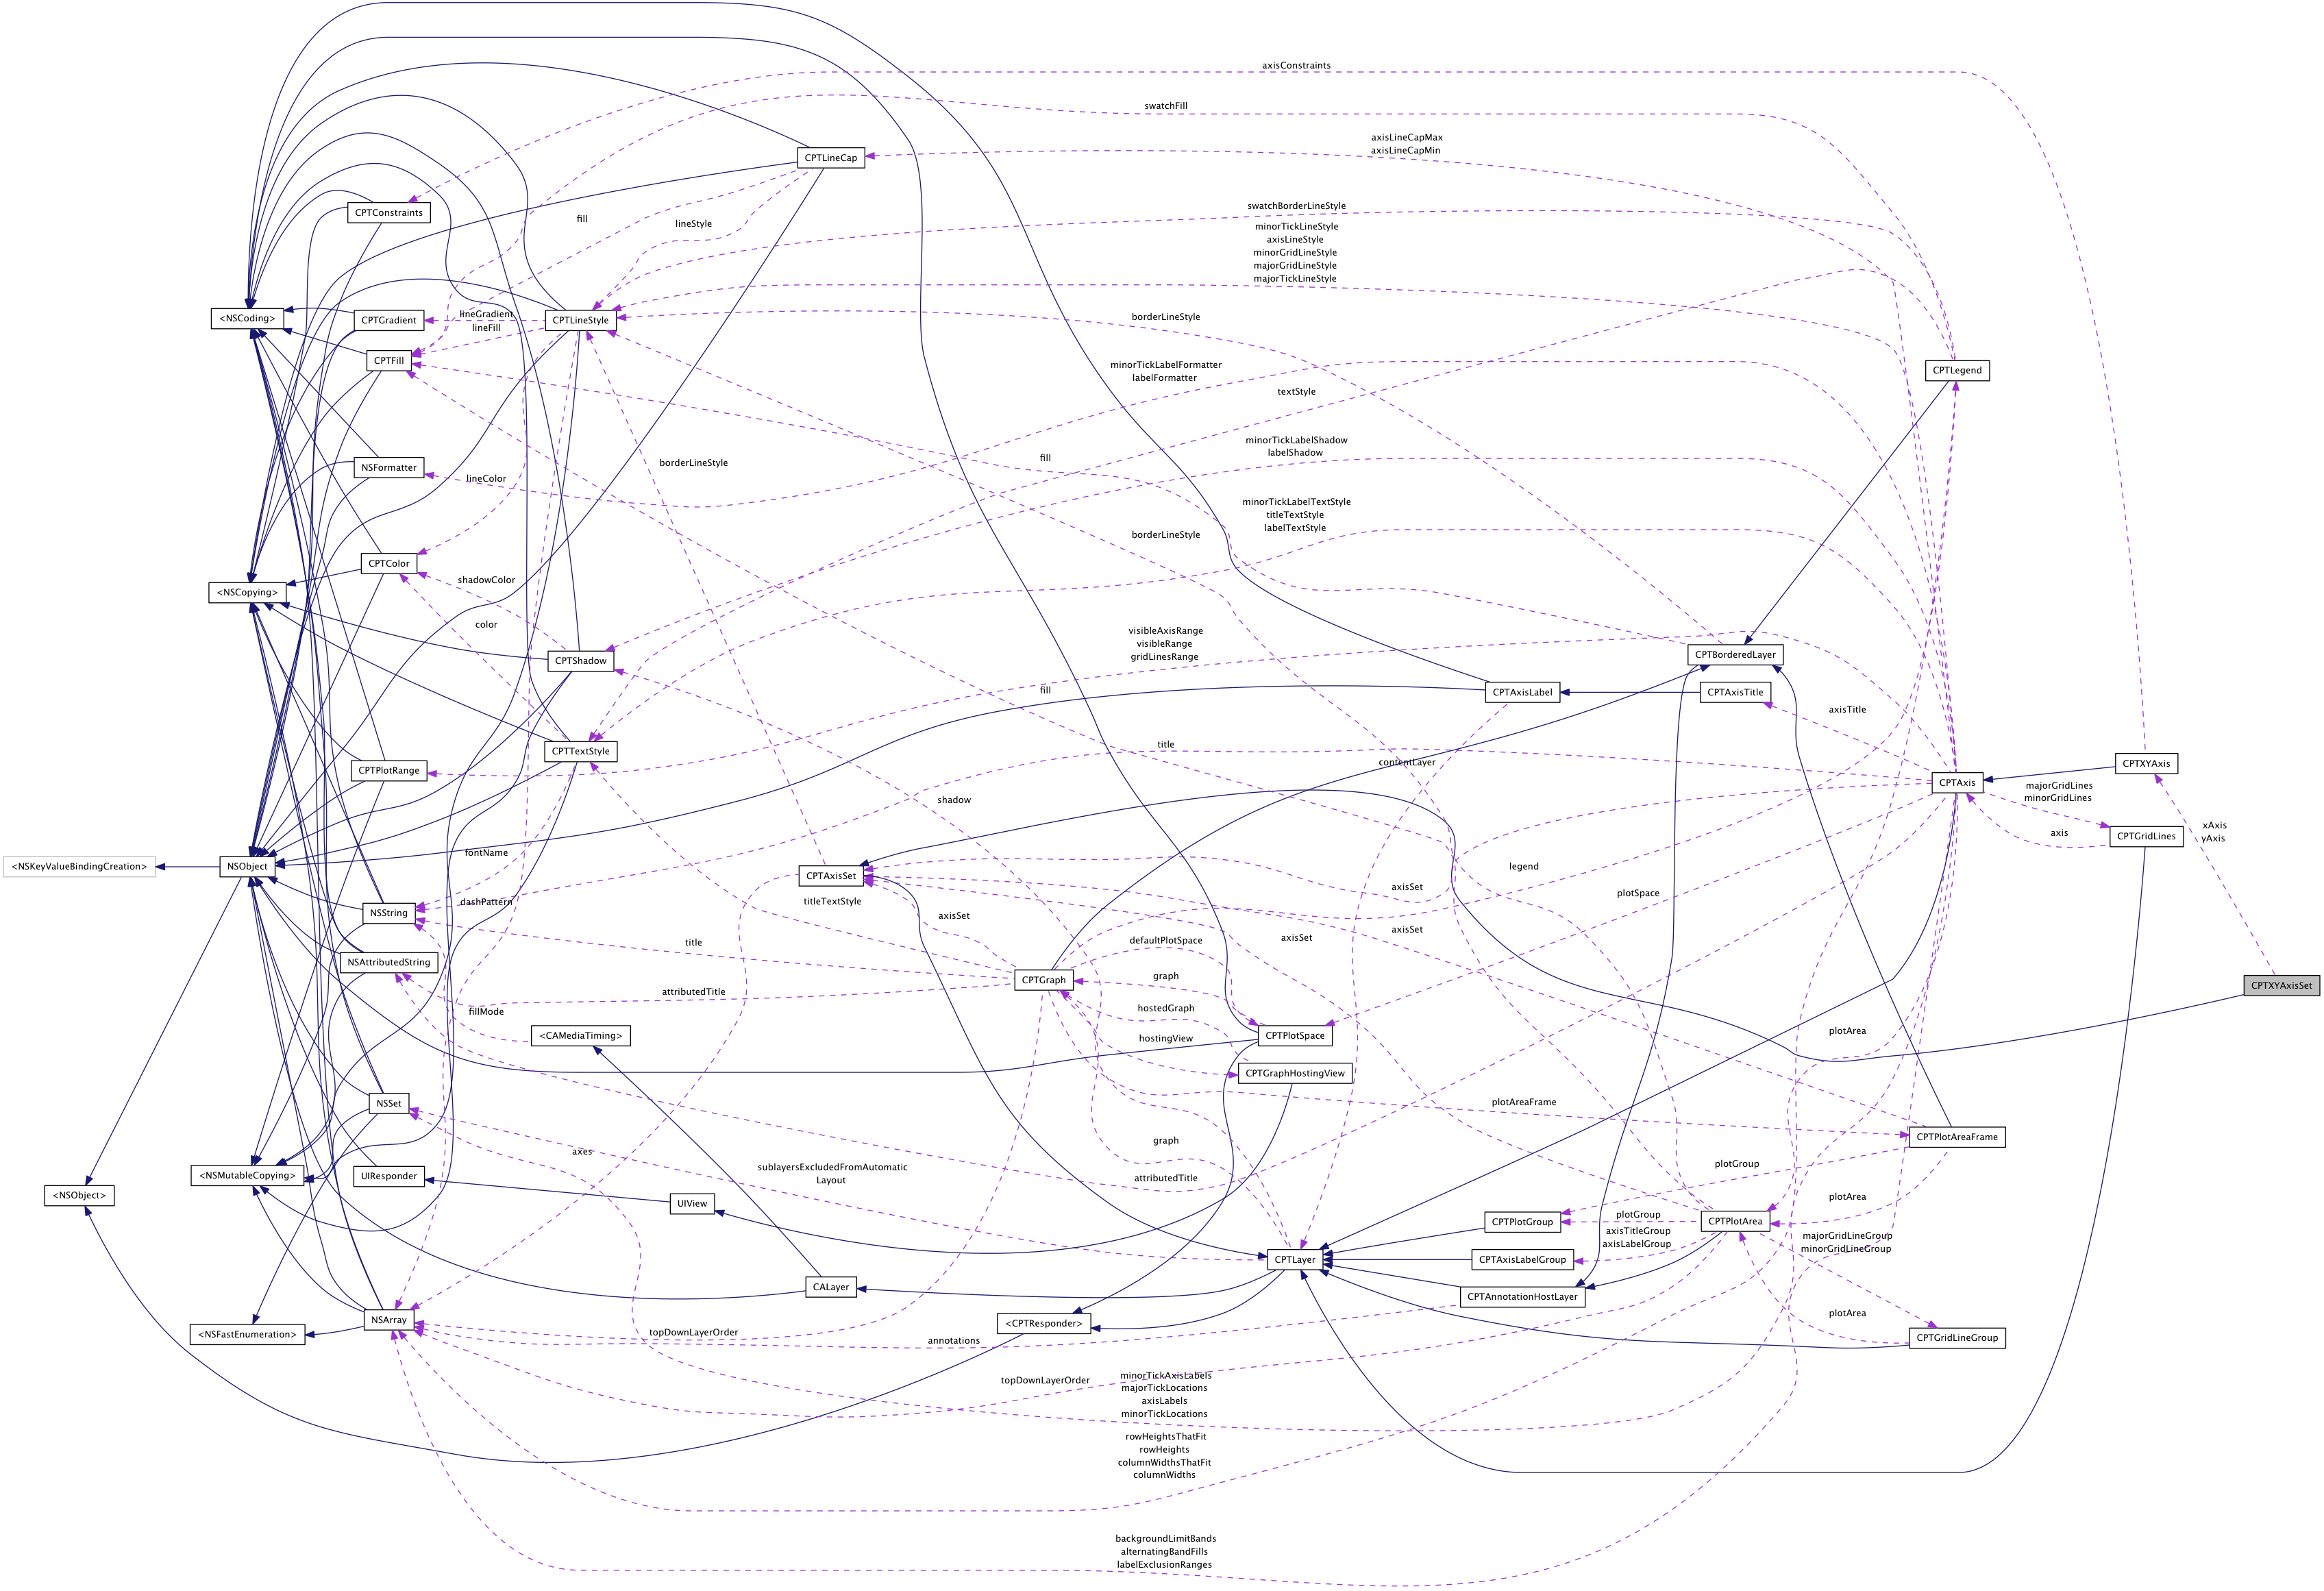 axisConstraints
swatchFill
axisLineCapMax
axisLineCapMin
CPTLineCap
swatchBorderLineStyle
CPTConstraints
fill
lineStyle
minorTickLineStyle
axisLineStyle
minorGridLineStyle
majorGridLineStyle
majorTickLineStyle
<NSCoding>
CPTGradient
lineGradient
lineFill
CPTLineStyle
borderLineStyle
CPTFill
minorTickLabelFormatter
labelFormatter
CPTLegend
textStyle
NSFormatter
lineColor
borderLineStyle
fill
minorTickLabelShadow
labelShadow
minorTickLabelTextStyle
titleTextStyle
labelTextStyle
borderLineStyle
CPTColor
<NSCopying>
shadowColor
color
CPTShadow
visibleAxisRange
visibleRange
gridLinesRange
CPTBorderedLayer
fill
CPTAxisLabel
CPTAxisTitle
axisTitle
CPTTextStyle
title
contentLayer
CPTPlotRange
CPTXYAxis
CPTAxis
majorGridLines
minorGridLines
shadow
xAxis
yAxis
axis
CPTGridLines
<NSKeyValueBindingCreation>
NSObject
fontName
CPTAxisSet
legend
axisSet
plotSpace
dashPattern
titleTextStyle
NSString
axisSet
title
defaultPlotSpace
axisSet
axisSet
NSAttributedString
CPTGraph
graph
CPTXYAxisSet
attributedTitle
fillMode
hostedGraph
<CAMediaTiming>
hostingView
CPTPlotSpace
plotArea
CPTGraphHostingView
NSSet
plotAreaFrame
CPTPlotAreaFrame
axes
graph
plotGroup
sublayersExcludedFromAutomatic
Layout
attributedTitle
<NSMutableCopying>
UIResponder
<NSObject>
UIView
plotArea
CPTPlotGroup
plotGroup
CPTPlotArea
axisTitleGroup
axisLabelGroup
majorGridLineGroup
minorGridLineGroup
CPTLayer
CPTAxisLabelGroup
CALayer
CPTAnnotationHostLayer
plotArea
NSArray
<CPTResponder>
<NSFastEnumeration>
topDownLayerOrder
annotations
CPTGridLineGroup
topDownLayerOrder
minorTickAxisLabels
majorTickLocations
axisLabels
minorTickLocations
rowHeightsThatFit
rowHeights
columnWidthsThatFit
columnWidths
backgroundLimitBands
alternatingBandFills
labelExclusionRanges